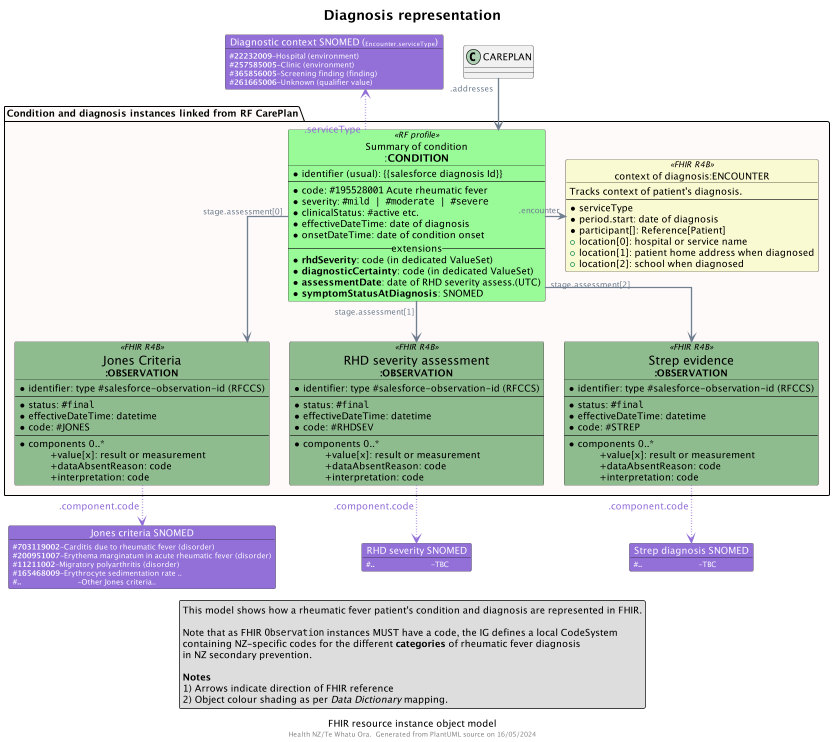 Diagnosis representation
Diagnostic context SNOMED (Encounter.serviceType)
#22232009-Hospital (environment)
#257585005-Clinic (environment)
#365856005-Screening finding (finding)
#261665006-Unknown (qualifier value)
C CAREPLAN
.addresses
Condition and diagnosis instances linked from RF CarePlan
.serviceType
«RF profile»
Summary of condition
:CONDITION
identifier (usual): {{salesforce diagnosis Id}}
code: #195528001 Acute rheumatic fever
severity: #mild | #moderate | #severe
clinicalStatus: #active etc.
effectiveDateTime: date of diagnosis
onsetDateTime: date of condition onset
extensions
rhdSeverity: code (in dedicated ValueSet)
diagnosticCertainty: code (in dedicated ValueSet)
assessmentDate: date of RHD severity assess.(UTC)
symptomStatusAtDiagnosis: SNOMED
.encounter
«FHIR R4B»
context of diagnosis:ENCOUNTER
Tracks context of patient's diagnosis.
serviceType
period.start: date of diagnosis
participant[]: Reference[Patient]
location[0]: hospital or service name
location[1]: patient home address when diagnosed
location[2]: school when diagnosed
stage.assessment[0]
stage.assessment[1]
stage.assessment[2]
«FHIR R4B»
Jones Criteria
:OBSERVATION
identifier: type #salesforce-observation-id (RFCCS)
status: #final
effectiveDateTime: datetime
code: #JONES
components 0..*
+value[x]: result or measurement
+dataAbsentReason: code
+interpretation: code
«FHIR R4B»
RHD severity assessment
:OBSERVATION
identifier: type #salesforce-observation-id (RFCCS)
status: #final
effectiveDateTime: datetime
code: #RHDSEV
components 0..*
+value[x]: result or measurement
+dataAbsentReason: code
+interpretation: code
«FHIR R4B»
Strep evidence
:OBSERVATION
identifier: type #salesforce-observation-id (RFCCS)
status: #final
effectiveDateTime: datetime
code: #STREP
components 0..*
+value[x]: result or measurement
+dataAbsentReason: code
+interpretation: code
.component.code
.component.code
.component.code
Jones criteria SNOMED
#703119002-Carditis due to rheumatic fever (disorder)
#200951007-Erythema marginatum in acute rheumatic fever (disorder)
#11211002-Migratory polyarthritis (disorder)
#165468009-Erythrocyte sedimentation rate ..
#.. -Other Jones criteria..
RHD severity SNOMED
#.. -TBC
Strep diagnosis SNOMED
#.. -TBC
This model shows how a rheumatic fever patient's condition and diagnosis are represented in FHIR.
Note that as FHIR Observation instances MUST have a code, the IG defines a local CodeSystem
containing NZ-specific codes for the different categories of rheumatic fever diagnosis
in NZ secondary prevention.
Notes
1) Arrows indicate direction of FHIR reference
2) Object colour shading as per Data Dictionary mapping.
FHIR resource instance object model
Health NZ/Te Whatu Ora. Generated from PlantUML source on 16/05/2024